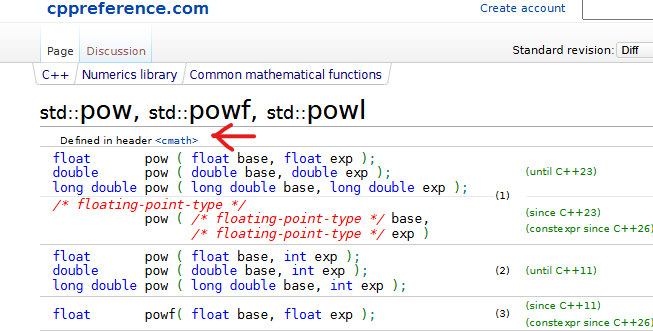 cppreference.com
Create account
Page Discussion
Standard revision: Diff
C++ Numerics library Common mathematical functions
std::pow, std::powf, std::powl
Defined in header <cmath>
float pow ( float base, float exp );
double pow ( double base, double exp );
long double pow ( long double base, long double exp );
(until C++23)
(1)
/* floating-point-type */
pow ( /* floating-point-type */ base,
/* floating-point-type */ exp )
(since C++23)
(constexpr since C++26)
float pow ( float base, int exp );
double pow ( double base, int exp );
long double pow ( long double base, int exp );
(2) (until C++11)
float powf( float base, float exp );
(3)
(since C++11)
(constexpr since C++26)